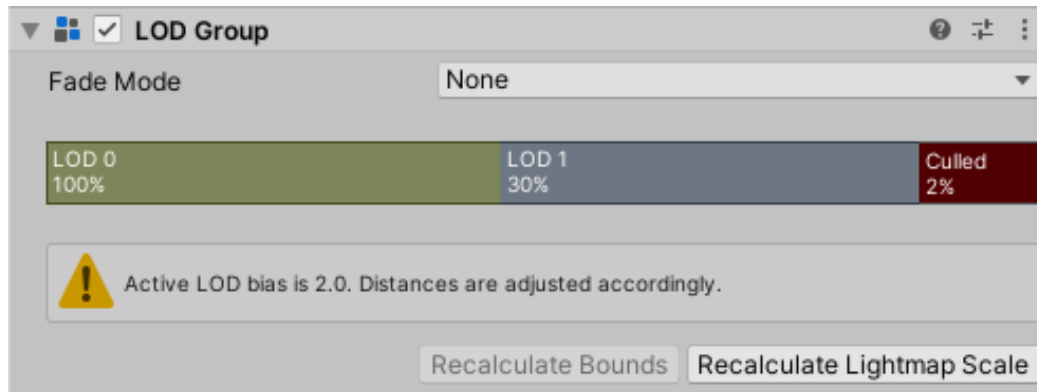 LOD Group
Fade Mode None
LOD 0 LOD 1 Culled
100% 30% 2%
Active LOD bias is 2.0. Distances are adjusted accordingly.
Recalculate Bounds Recalculate Lightmap Scale